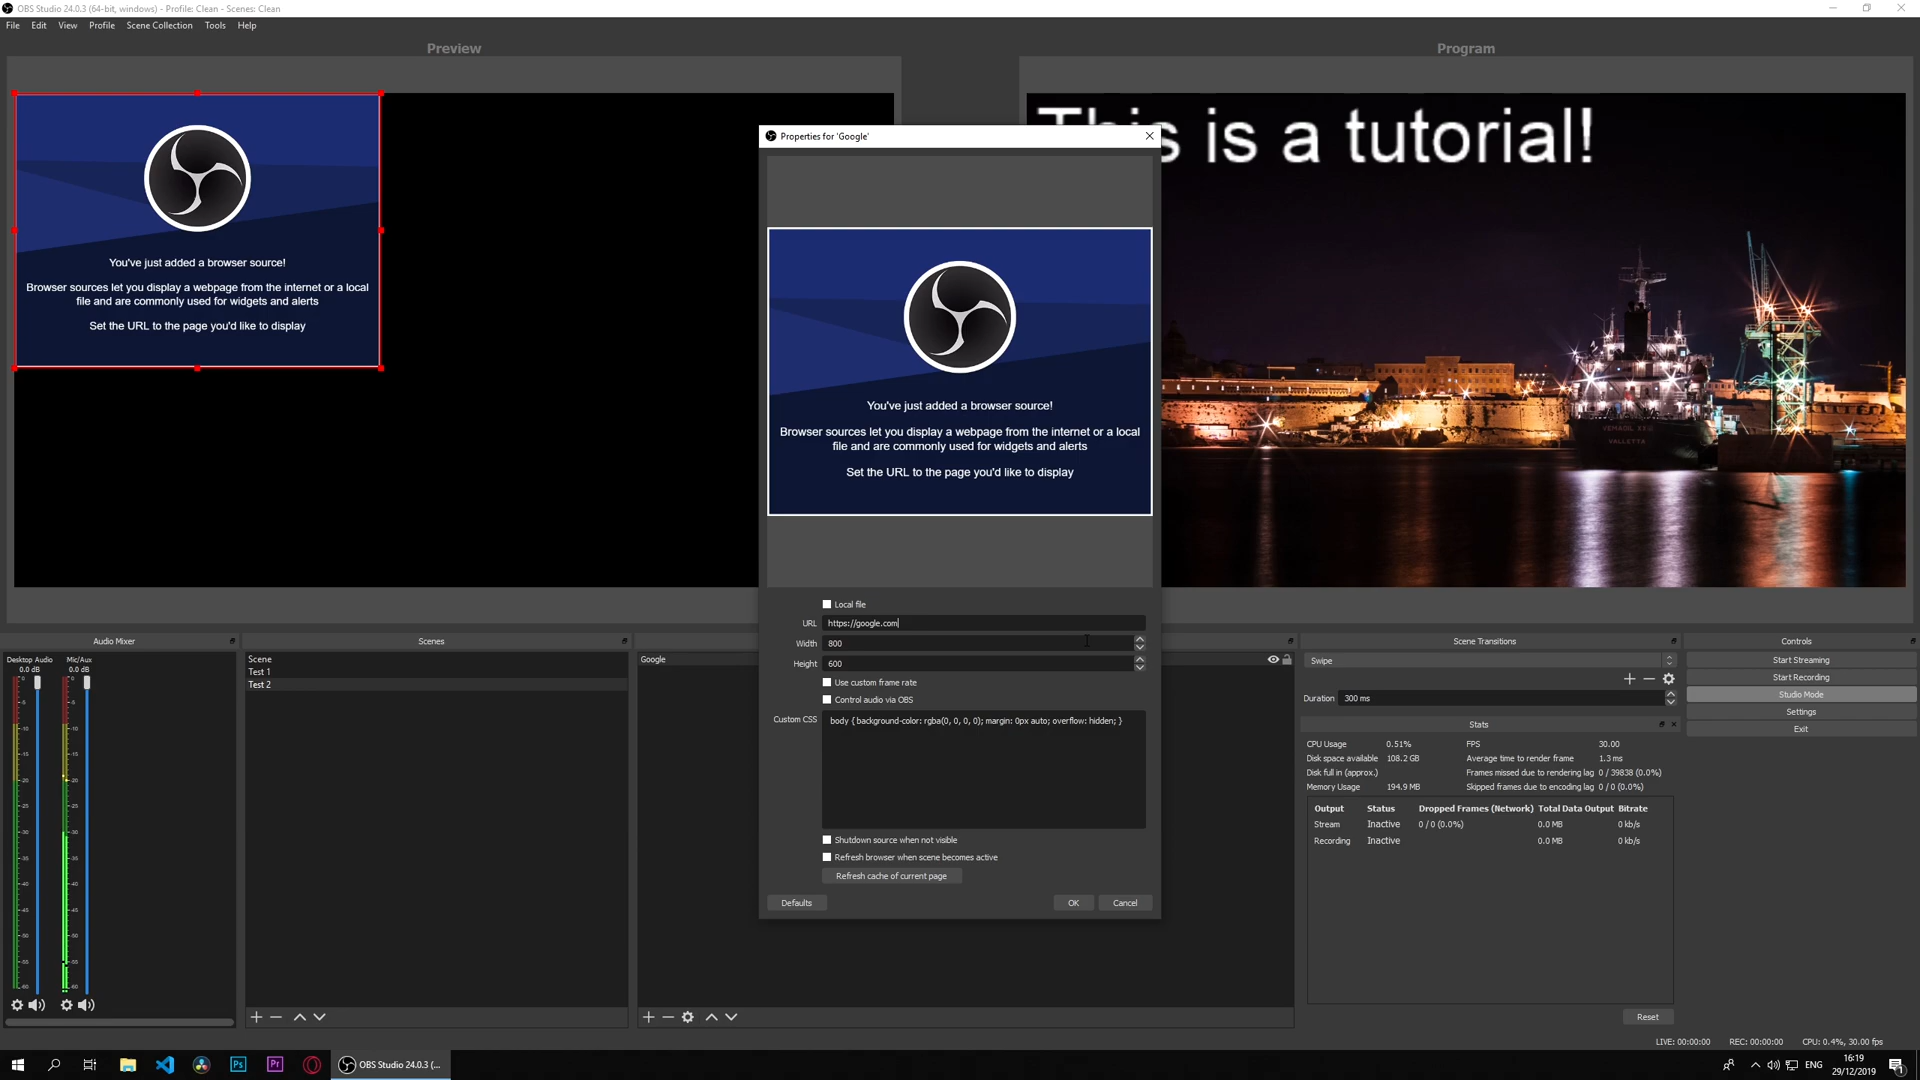 OBS Studio 24.0.3 (64-bit, windows) - Profile: Clean - Scenes: Clean
File Edit View Profile Scene Collection Tools Help
Preview
Program
You've just added a browser source!
Browser sources let you display a webpage from the internet or a local
file and are commonly used for widgets and alerts
Set the URL to the page you'd like to display
This is a tutorial!
VALLETTA
Properties for 'Google'
You've just added a browser source!
Browser sources let you display a webpage from the internet or a local
file and are commonly used for widgets and alerts
Set the URL to the page you'd like to display
Local file
URL https://google.com
Width 800
Height 600
Use custom frame rate
Control audio via OBS
Custom CSS body { background-color: rgba(0, 0, 0, 0); margin: 0px auto; overflow: hidden; }
Shutdown source when not visible
Refresh browser when scene becomes active
Refresh cache of current page
Defaults OK Cancel
Audio Mixer
Desktop Audio Mic/Aux
0.0 dB 0.0 dB
Scenes
Scene
Test 1
Test 2
Google
Scene Transitions
Swipe
Duration 300 ms
Stats
CPU Usage 0.51% FPS 30.00
Disk space available 108.2 GB Average time to render frame 1.3 ms
Disk full in (approx.) Frames missed due to rendering lag 0 / 39838 (0.0%)
Memory Usage 194.9 MB Skipped frames due to encoding lag 0 / 0 (0.0%)
Output Status Dropped Frames (Network) Total Data Output Bitrate
Stream Inactive 0 / 0 (0.0%) 0.0 MB 0 kb/s
Recording Inactive 0.0 MB 0 kb/s
Reset
Controls
Start Streaming
Start Recording
Studio Mode
Settings
Exit
LIVE: 00:00:00 REC: 00:00:00 CPU: 0.4%, 30.00 fps
Ps
Pr
OBS Studio 24.0.3 (...
ENG
16:19
29/12/2019